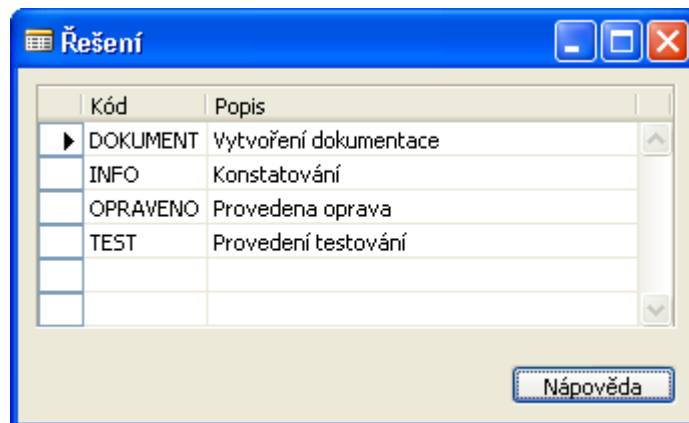 Řešení
Kód Popis
DOKUMENT Vytvoření dokumentace
INFO Konstatování
OPRAVENO Provedena oprava
TEST Provedení testování
Nápověda